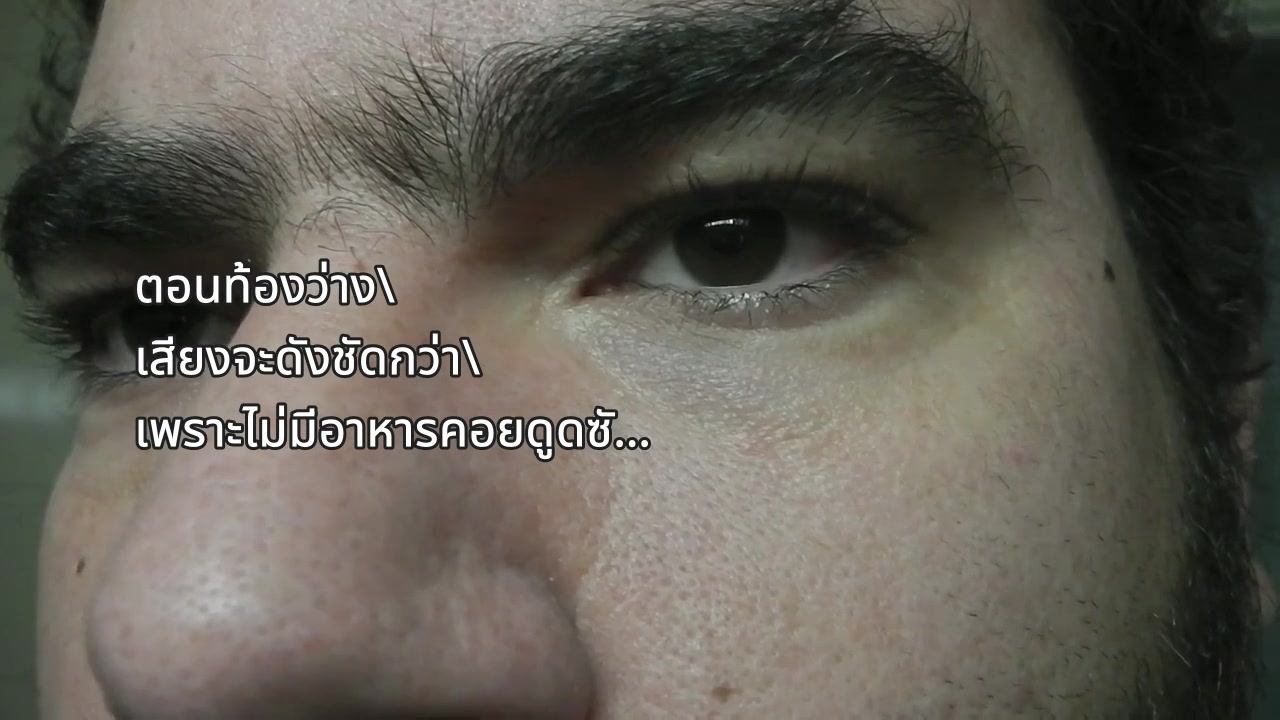 ตอนท้องว่าง\
เสียงจะดังชัดกว่า\
เพราะไม่มีอาหารคอยดูดซั...